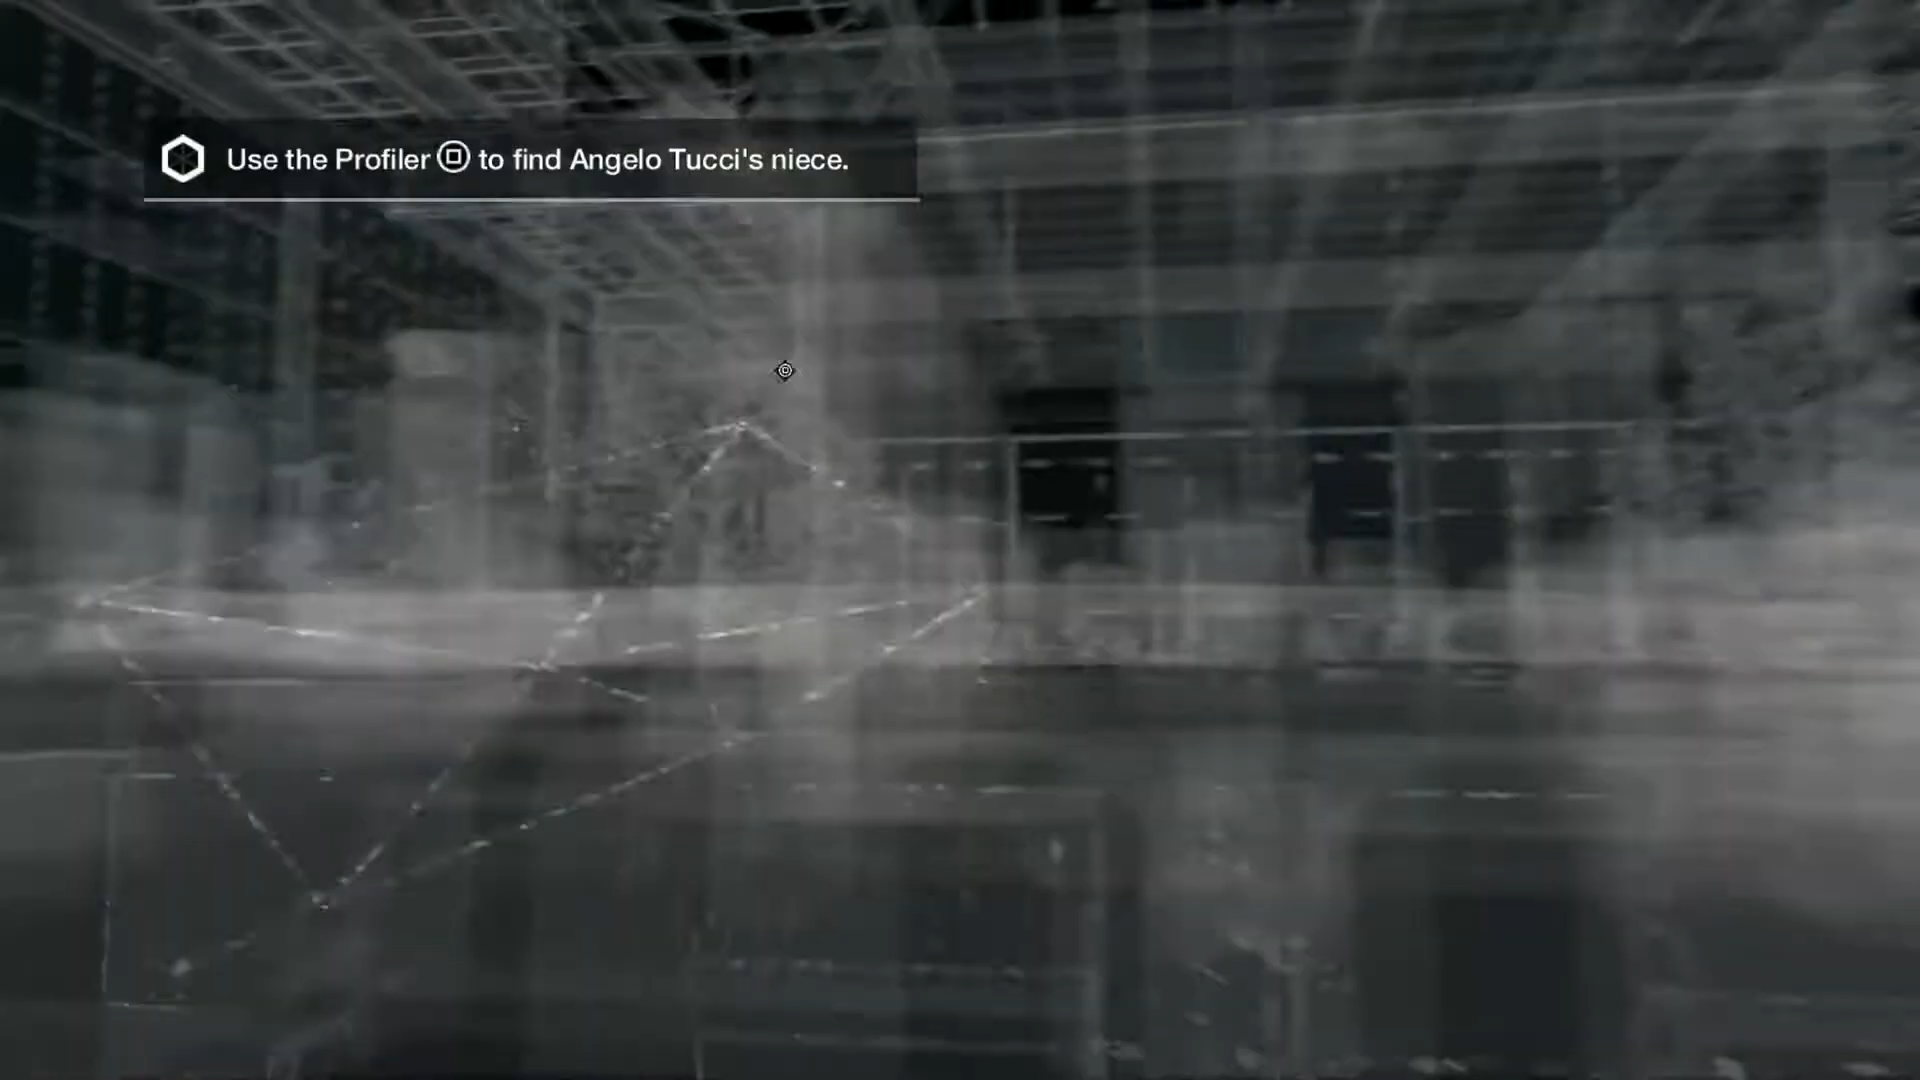 Use the Profiler to find Angelo Tucci's niece.